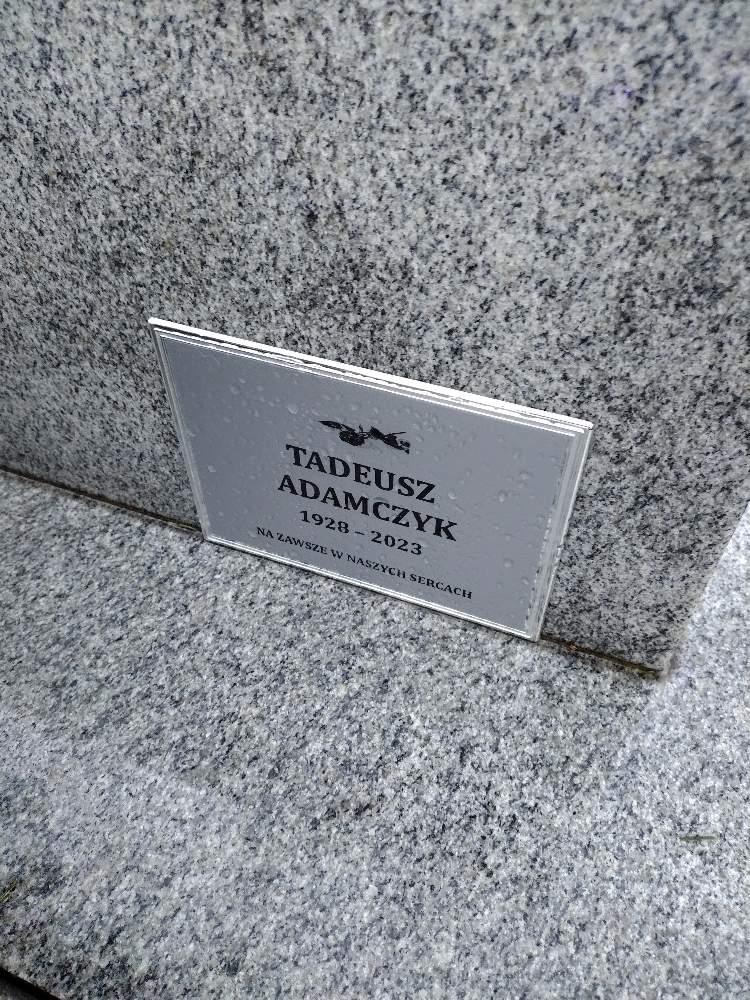 TADEUSZ
ADAMCZYK
1928 – 2023
NA ZAWSZE W NASZYCH SERCACH